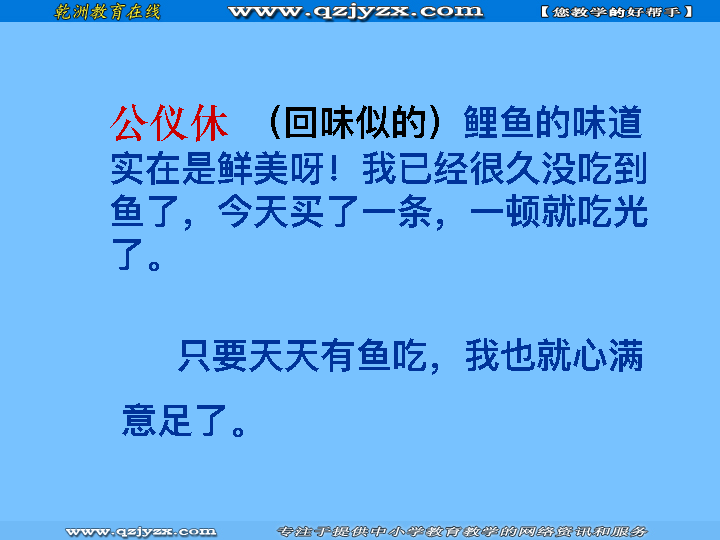 乾洲教育在线 www.qzjyzx.com 【您教学的好帮手】
公仪休 （回味似的）鲤鱼的味道
实在是鲜美呀！我已经很久没吃到
鱼了，今天买了一条，一顿就吃光
了。
只要天天有鱼吃，我也就心满
意足了。
www.qzjyzx.com 专注于提供中小学教育教学的网络资讯和服务